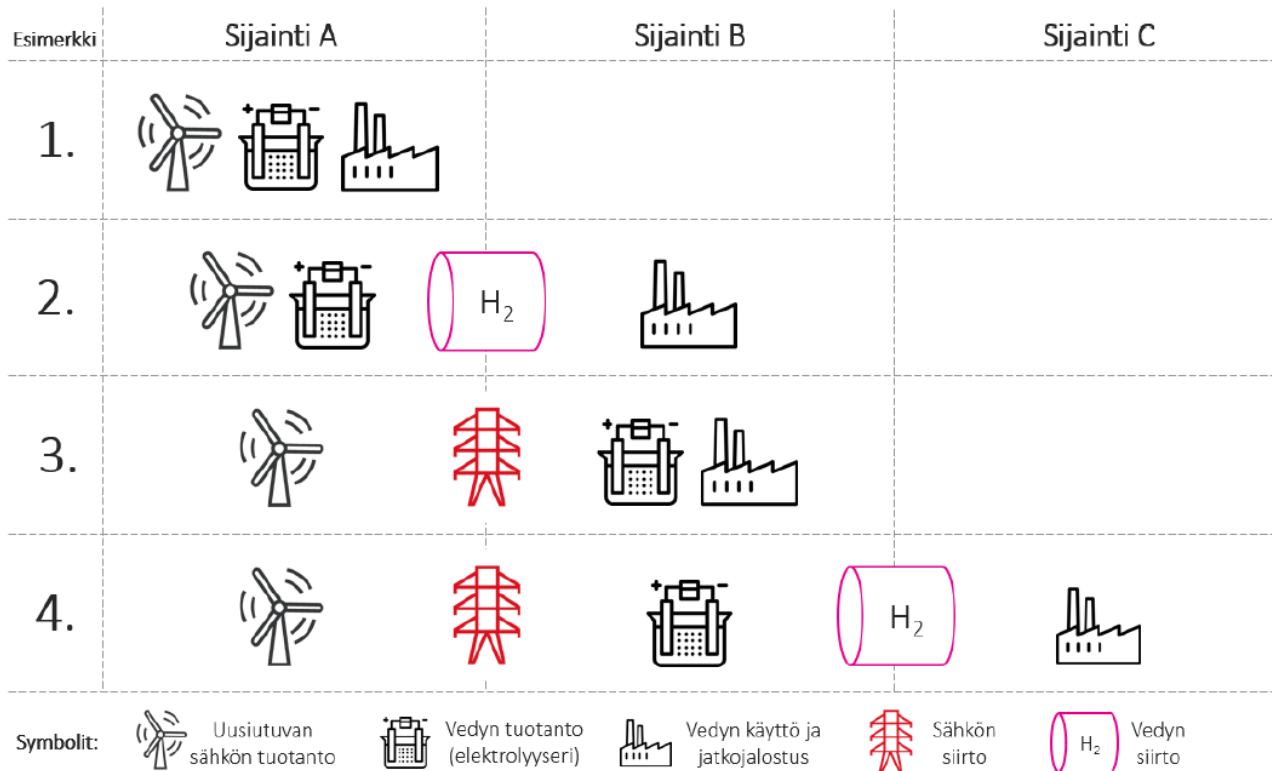 Esimerkki Sijainti A Sijainti B Sijainti C
1.
+ −
2.
+ −
H₂
3.
+ −
4.
+ −
H₂
Symbolit:
Uusiutuvan
sähkön tuotanto
Vedyn tuotanto
(elektrolyyseri)
Vedyn käyttö ja
jatkojalostus
Sähkön
siirto
H₂
Vedyn
siirto